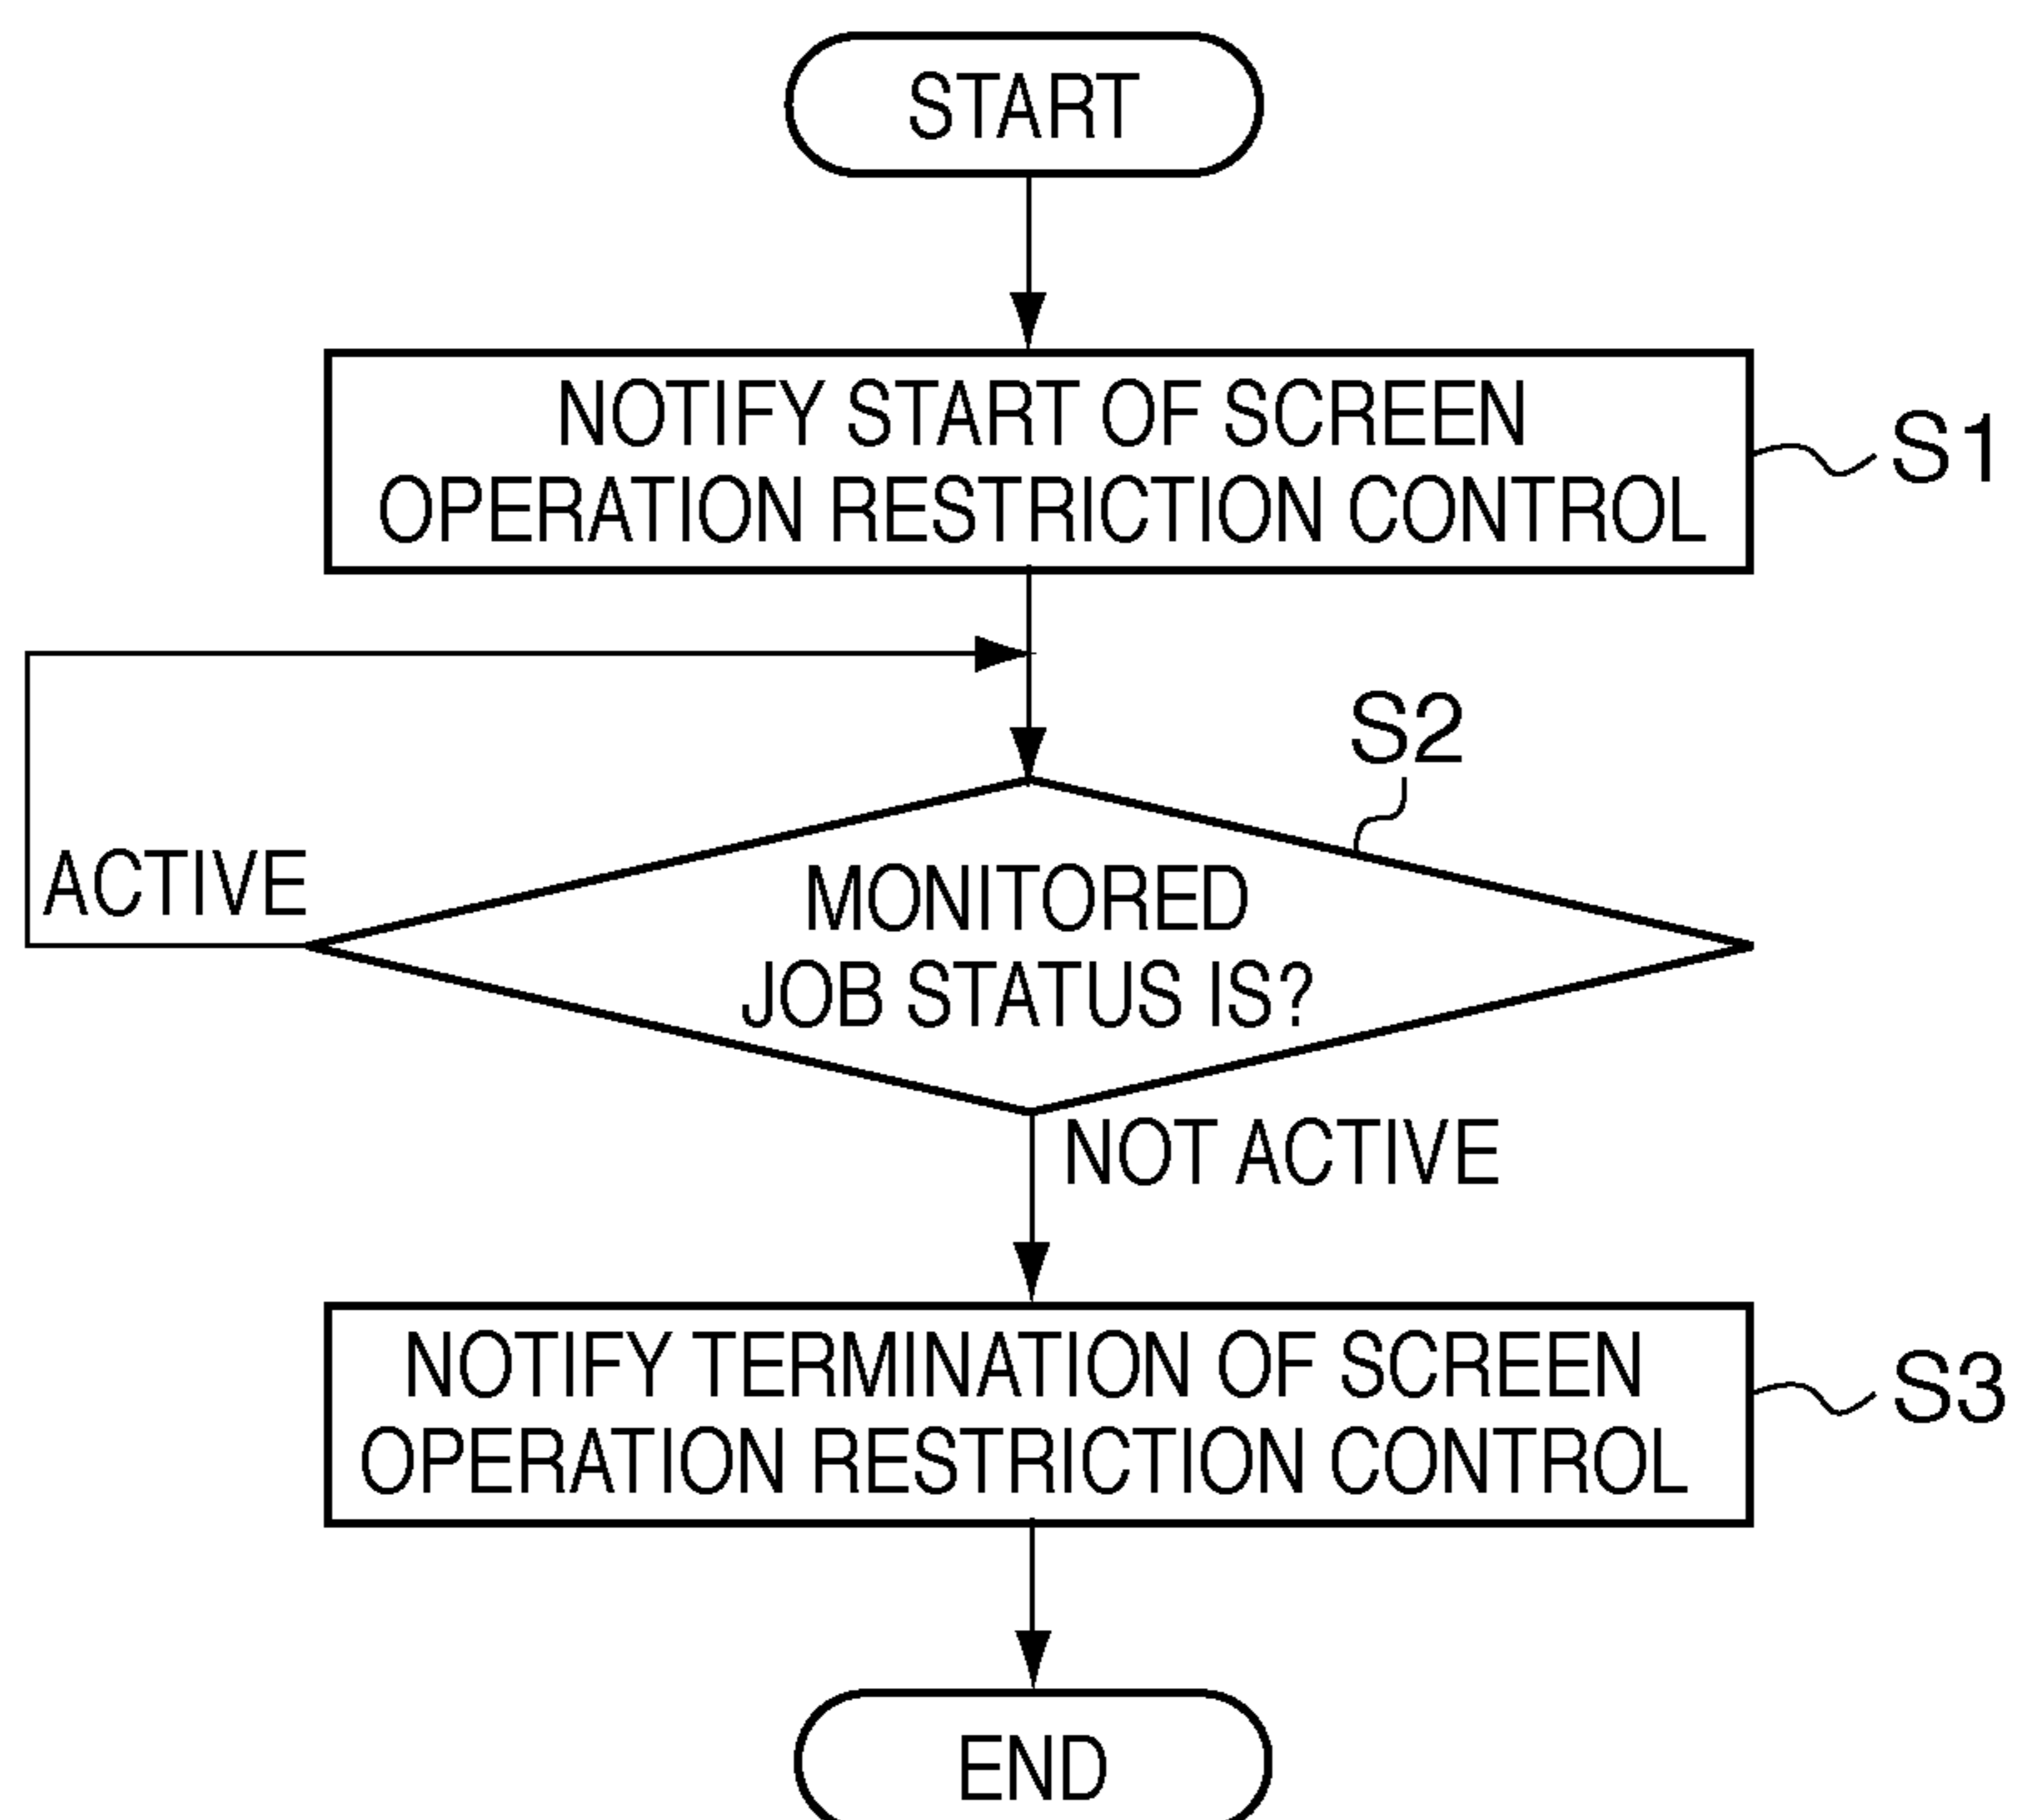 START
NOTIFY START OF SCREEN
OPERATION RESTRICTION CONTROL
S1
S2
ACTIVE
MONITORED
JOB STATUS IS?
NOT ACTIVE
NOTIFY TERMINATION OF SCREEN
OPERATION RESTRICTION CONTROL
S3
END